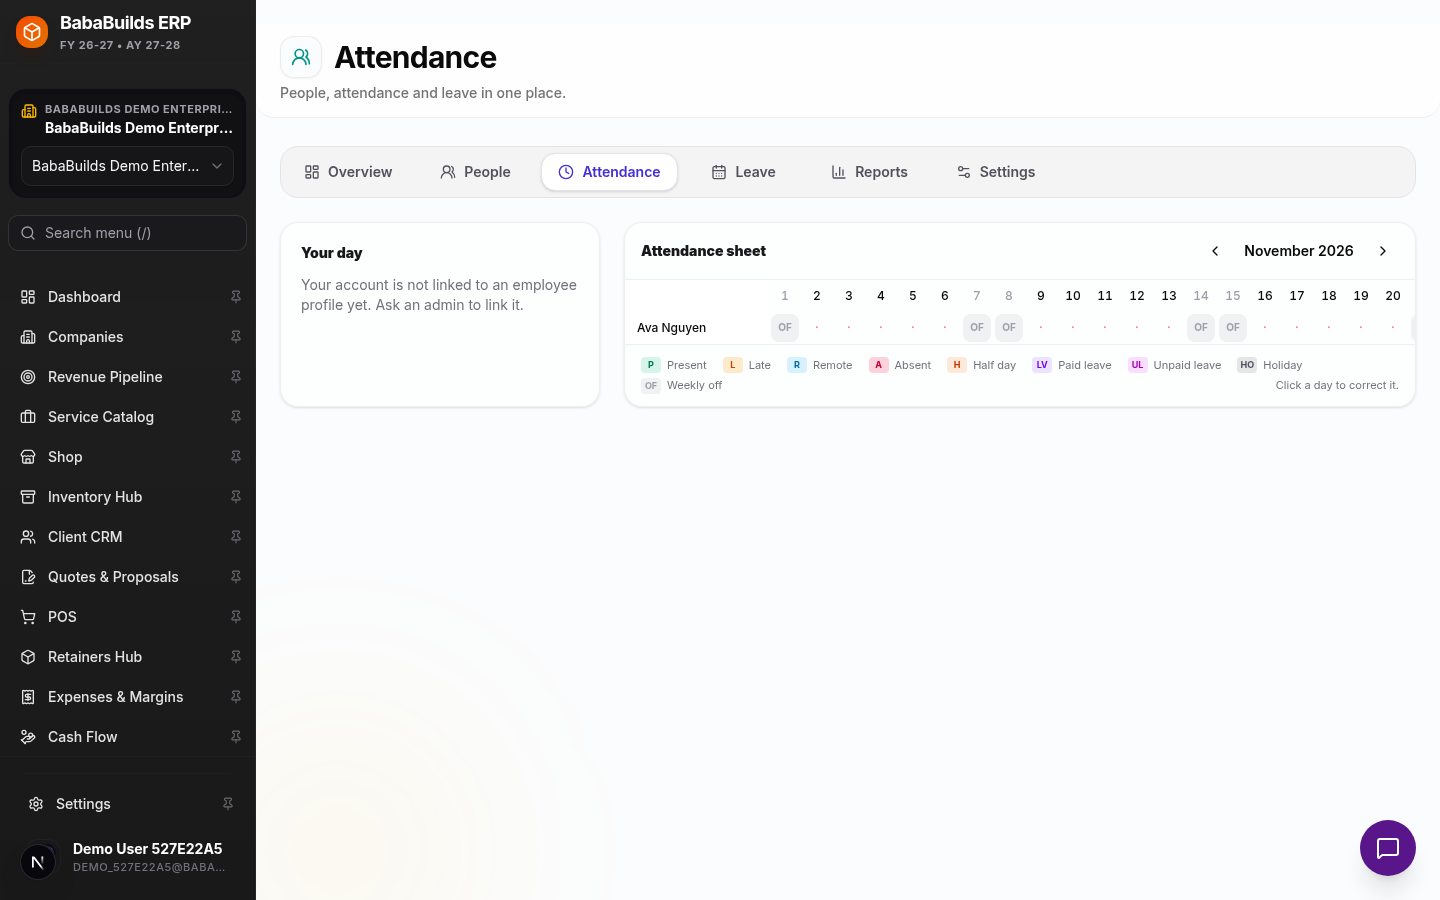 BabaBuilds ERP
FY 26-27 • AY 27-28
BABABUILDS DEMO ENTERPRI...
BabaBuilds Demo Enterpr...
BabaBuilds Demo Enter...
Search menu (/)
Dashboard
Companies
Revenue Pipeline
Service Catalog
Shop
Inventory Hub
Client CRM
Quotes & Proposals
POS
Retainers Hub
Expenses & Margins
Cash Flow
Settings
N
Demo User 527E22A5
DEMO_527E22A5@BABA...
Attendance
People, attendance and leave in one place.
Overview People Attendance Leave Reports Settings
Your day
Your account is not linked to an employee
profile yet. Ask an admin to link it.
Attendance sheet
November 2026
1 2 3 4 5 6 7 8 9 10 11 12 13 14 15 16 17 18 19 20
Ava Nguyen OF · · · · · OF OF · · · · · OF OF · · · · ·
P Present L Late R Remote A Absent H Half day LV Paid leave UL Unpaid leave HO Holiday
OF Weekly off
Click a day to correct it.